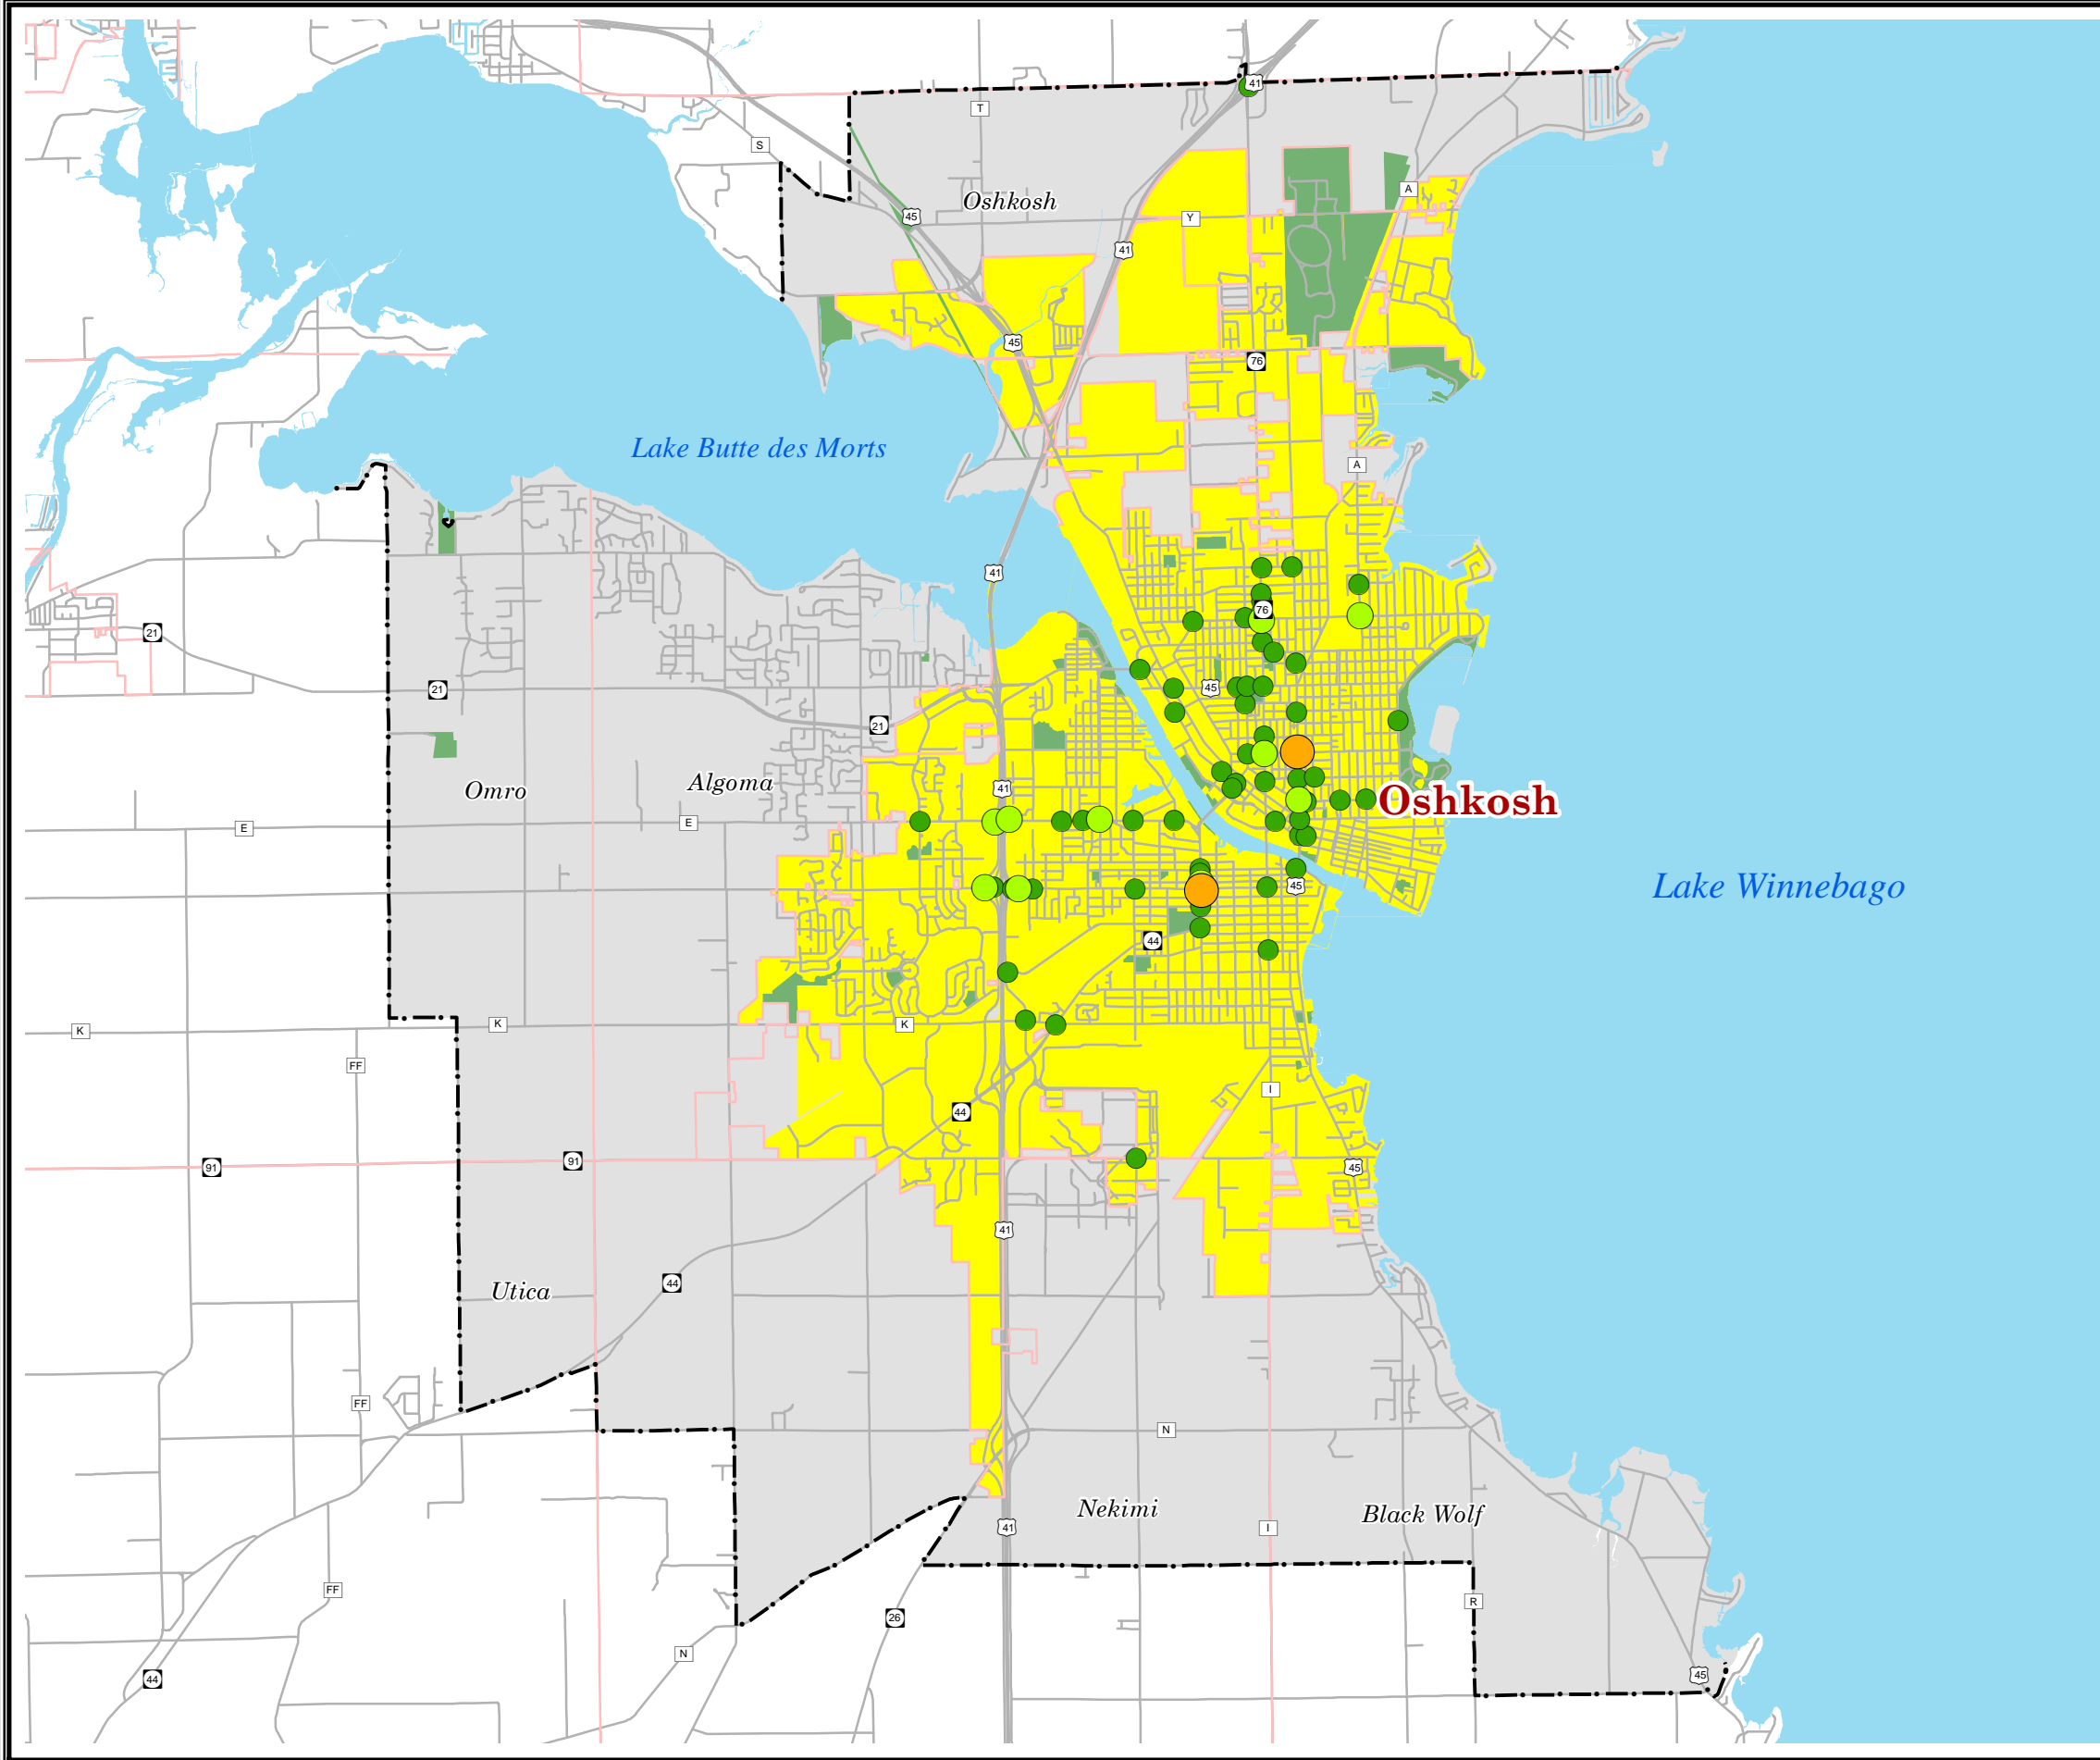 41
T
S
A
Oshkosh
45
Y
41
45
76
Lake Butte des Morts
A
41
76
21
21
45
21
Omro
Algoma
41
Oshkosh
E
E
Lake Winnebago
45
44
K
K
K
FF
I
44
91
91
45
41
Utica
44
FF
N
Nekimi
Black Wolf
41
I
FF
R
26
N
44
45